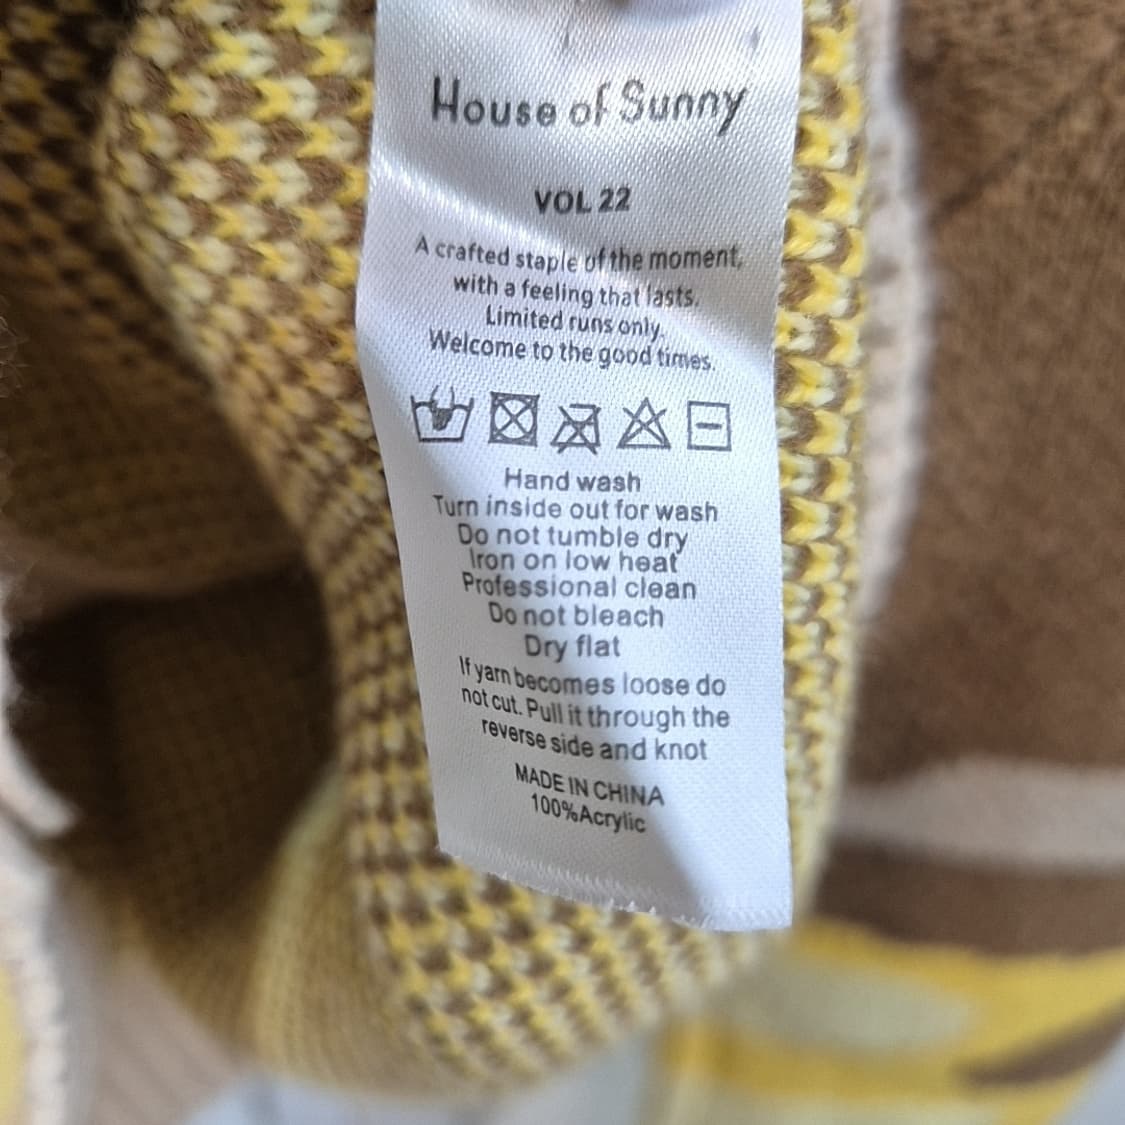 House of Sunny
VOL 22
A crafted staple of the moment,
with a feeling that lasts.
Limited runs only.
Welcome to the good times.
Hand wash
Turn inside out for wash
Do not tumble dry
Iron on low heat
Professional clean
Do not bleach
Dry flat
If yarn becomes loose do
not cut. Pull it through the
reverse side and knot
MADE IN CHINA
100%Acrylic